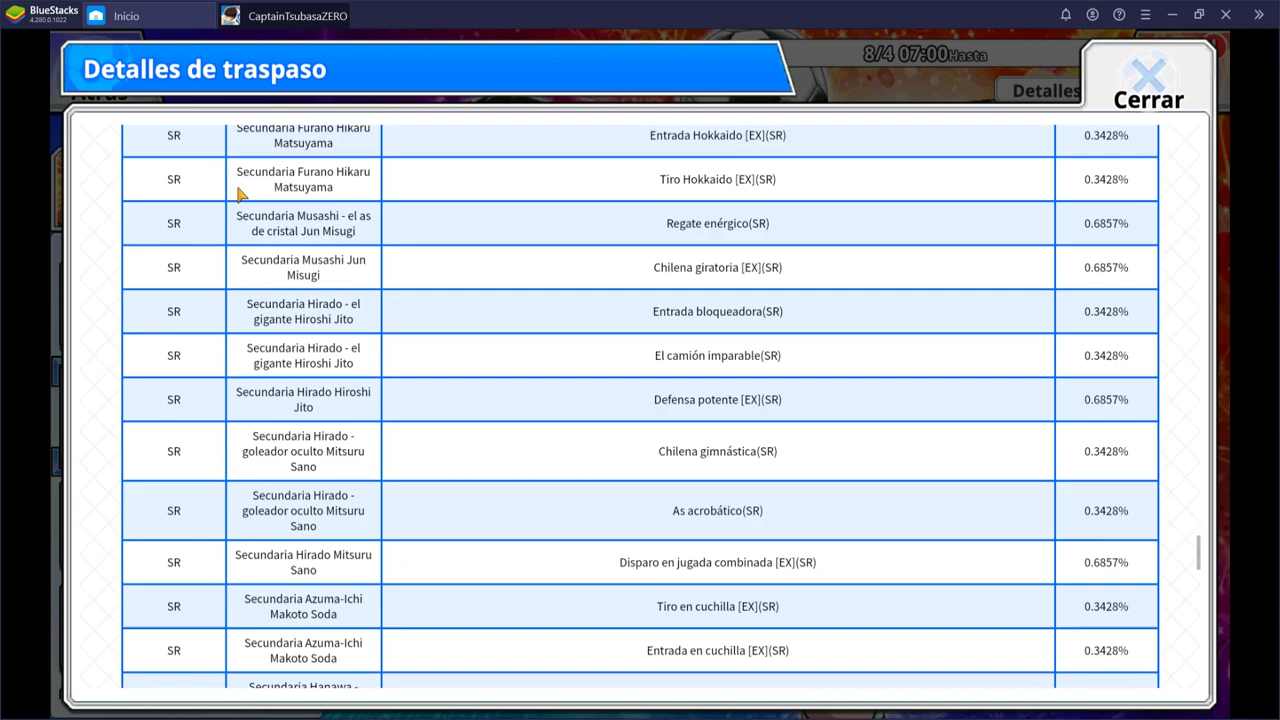 BlueStacks
4.280.0.1022
Inicio
CaptainTsubasaZERO
Detalles de traspaso
8/4 07:00Hasta
Atrás
Detalles
Cerrar
SR
Secundaria Furano Hikaru
Matsuyama
Entrada Hokkaido [EX](SR)
0.3428%
SR
Secundaria Furano Hikaru
Matsuyama
Tiro Hokkaido [EX](SR)
0.3428%
SR
Secundaria Musashi - el as
de cristal Jun Misugi
Regate enérgico(SR)
0.6857%
SR
Secundaria Musashi Jun
Misugi
Chilena giratoria [EX](SR)
0.6857%
SR
Secundaria Hirado - el
gigante Hiroshi Jito
Entrada bloqueadora(SR)
0.3428%
SR
Secundaria Hirado - el
gigante Hiroshi Jito
El camión imparable(SR)
0.3428%
SR
Secundaria Hirado Hiroshi
Jito
Defensa potente [EX](SR)
0.6857%
SR
Secundaria Hirado -
goleador oculto Mitsuru
Sano
Chilena gimnástica(SR)
0.3428%
SR
Secundaria Hirado -
goleador oculto Mitsuru
Sano
As acrobático(SR)
0.3428%
SR
Secundaria Hirado Mitsuru
Sano
Disparo en jugada combinada [EX](SR)
0.6857%
SR
Secundaria Azuma-Ichi
Makoto Soda
Tiro en cuchilla [EX](SR)
0.3428%
SR
Secundaria Azuma-Ichi
Makoto Soda
Entrada en cuchilla [EX](SR)
0.3428%
Secundaria Hanawa -